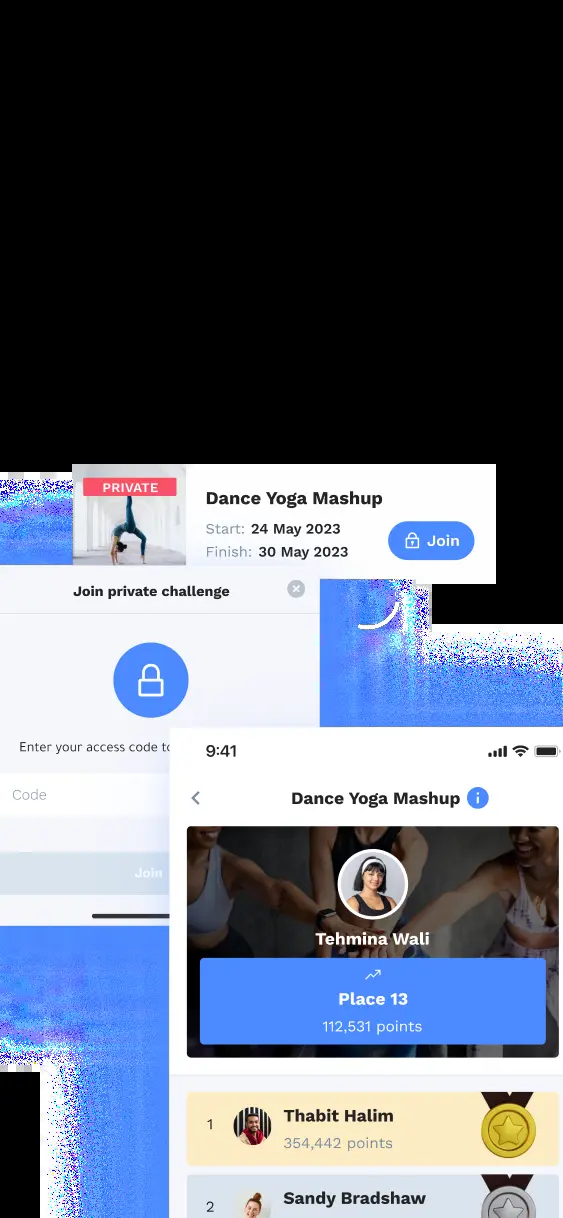 PRIVATE
Dance Yoga Mashup
Start: 24 May 2023
Finish: 30 May 2023
Join
Join private challenge
Enter your access code to
Code
Join
9:41
Dance Yoga Mashup
Tehmina Wali
Place 13
112,531 points
1
Thabit Halim
354,442 points
2
Sandy Bradshaw